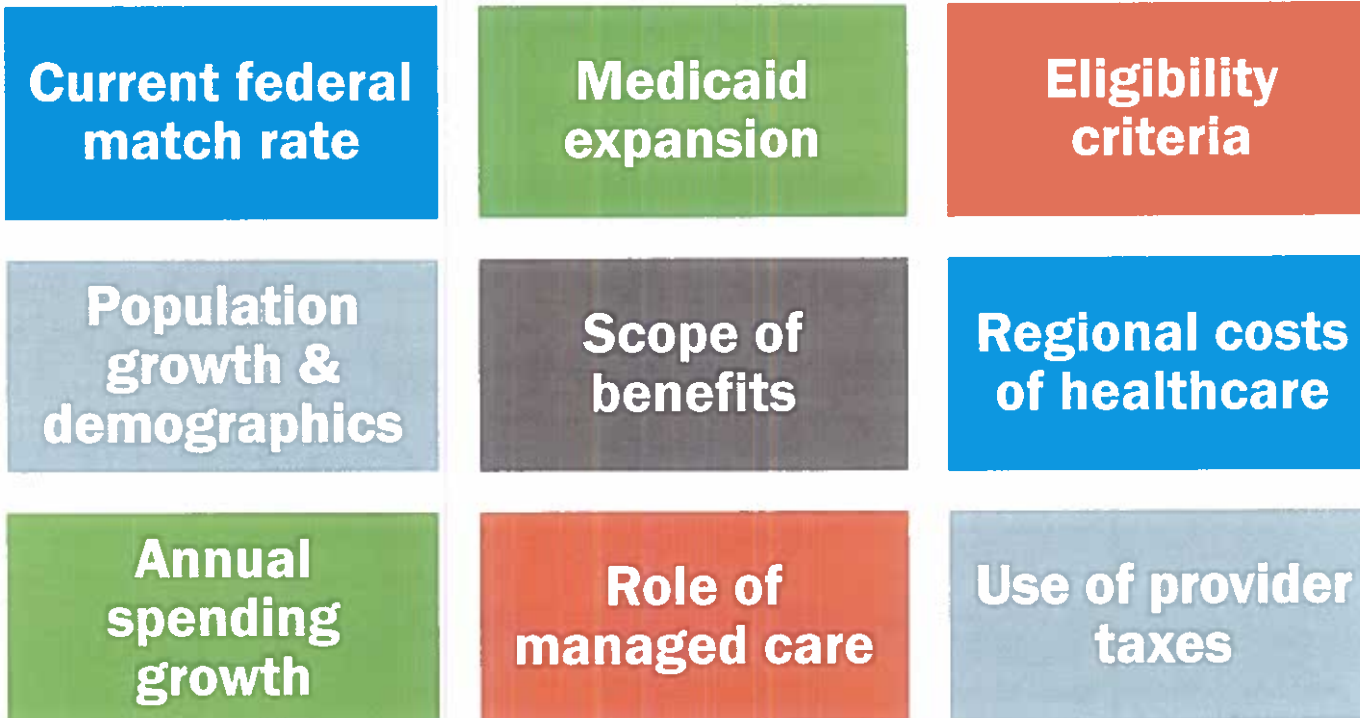 Current federal
match rate
Medicaid
expansion
Eligibility
criteria
Population
growth &
demographics
Scope of
benefits
Regional costs
of healthcare
Annual
spending
growth
Role of
managed care
Use of provider
taxes